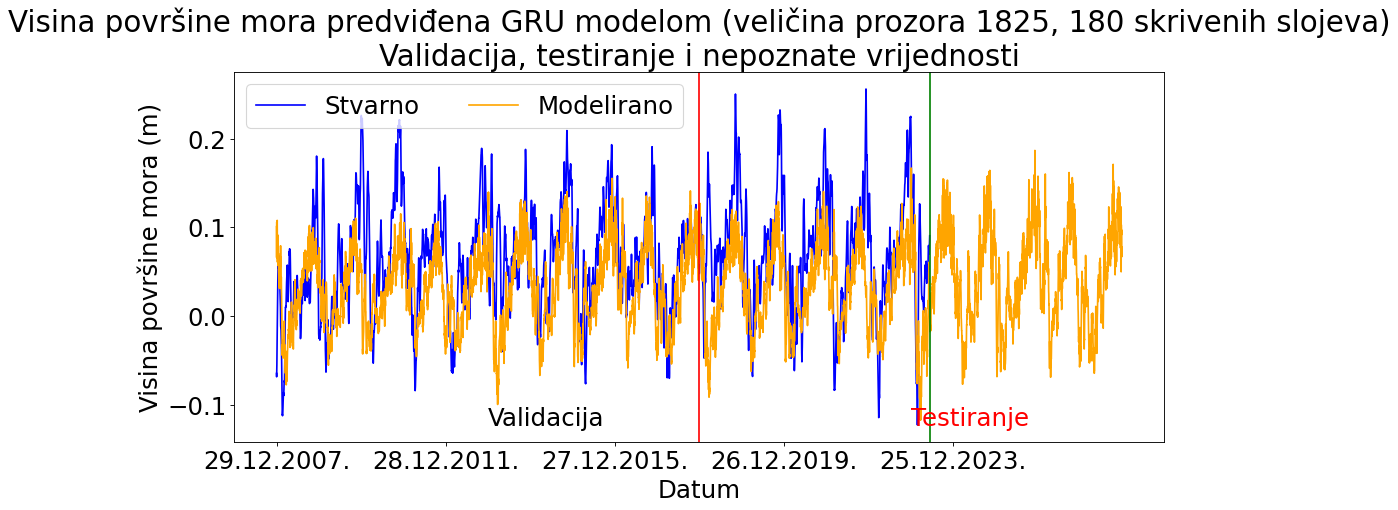 Visina površine mora predviđena GRU modelom (veličina prozora 1825, 180 skrivenih slojeva)
Validacija, testiranje i nepoznate vrijednosti
Stvarno
Modelirano
Visina površine mora (m)
0.2
0.1
0.0
−0.1
Validacija
Testiranje
29.12.2007.
28.12.2011.
27.12.2015.
26.12.2019.
25.12.2023.
Datum